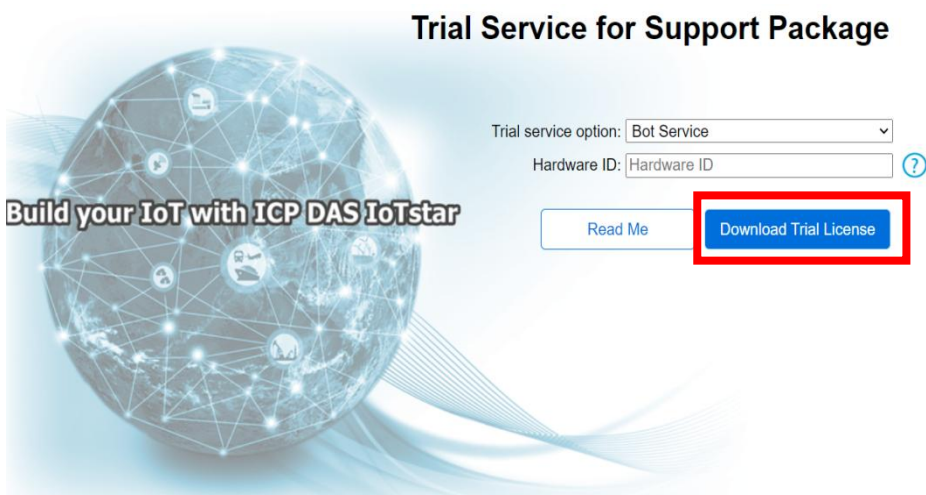 Trial Service for Support Package
Trial service option: Bot Service
Hardware ID: Hardware ID
?
Build your IoT with ICP DAS IoTstar
Read Me
Download Trial License